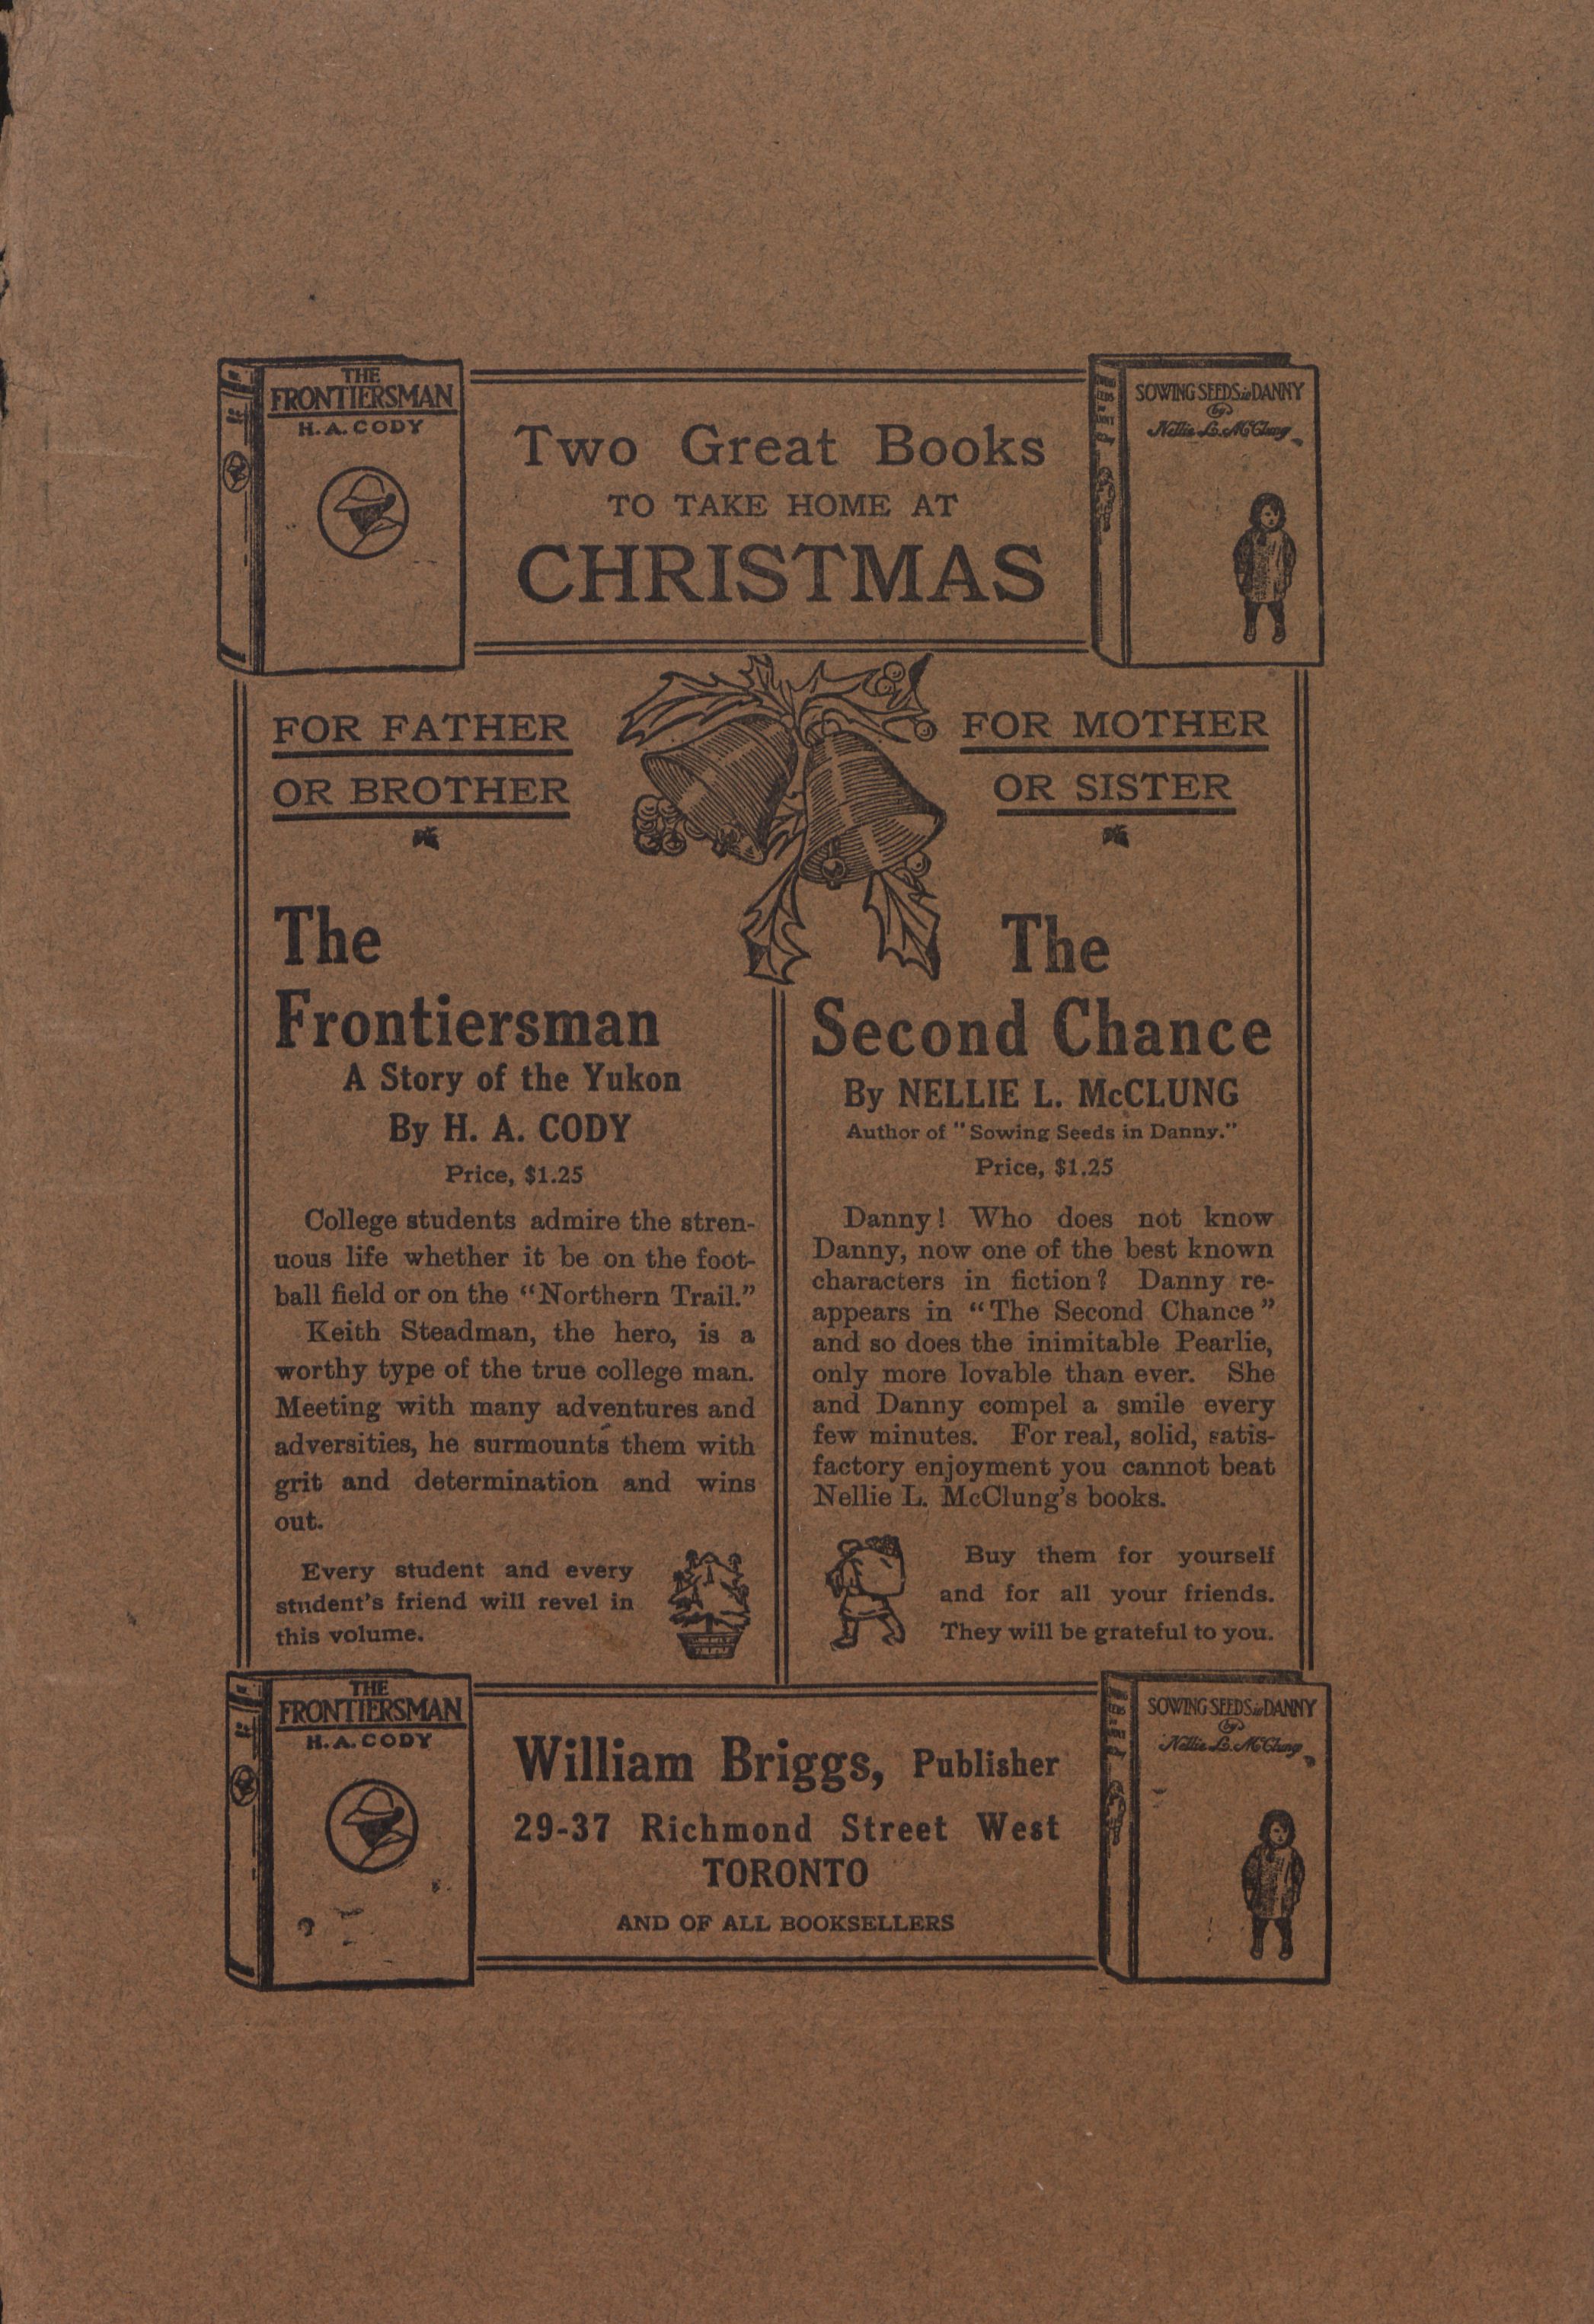 THE
FRONTIERSMAN
H. A. CODY
Two Great Books
TO TAKE HOME AT
CHRISTMAS
SOWING SEEDS in DANNY
by
Nellie L. McClung
FOR FATHER
OR BROTHER
The
Frontiersman
A Story of the Yukon
By H. A. CODY
Price, $1.25
College students admire the stren-
uous life whether it be on the foot-
ball field or on the "Northern Trail."
Keith Steadman, the hero, is a
worthy type of the true college man.
Meeting with many adventures and
adversities, he surmounts them with
grit and determination and wins
out.
Every student and every
student's friend will revel in
this volume.
FOR MOTHER
OR SISTER
The
Second Chance
By NELLIE L. McCLUNG
Author of "Sowing Seeds in Danny."
Price, $1.25
Danny! Who does not know
Danny, now one of the best known
characters in fiction? Danny re-
appears in "The Second Chance"
and so does the inimitable Pearlie,
only more lovable than ever. She
and Danny compel a smile every
few minutes. For real, solid, satis-
factory enjoyment you cannot beat
Nellie L. McClung's books.
Buy them for yourself
and for all your friends.
They will be grateful to you.
THE
FRONTIERSMAN
H. A. CODY
William Briggs, Publisher
29-37 Richmond Street West
TORONTO
AND OF ALL BOOKSELLERS
SOWING SEEDS in DANNY
by
Nellie L. McClung